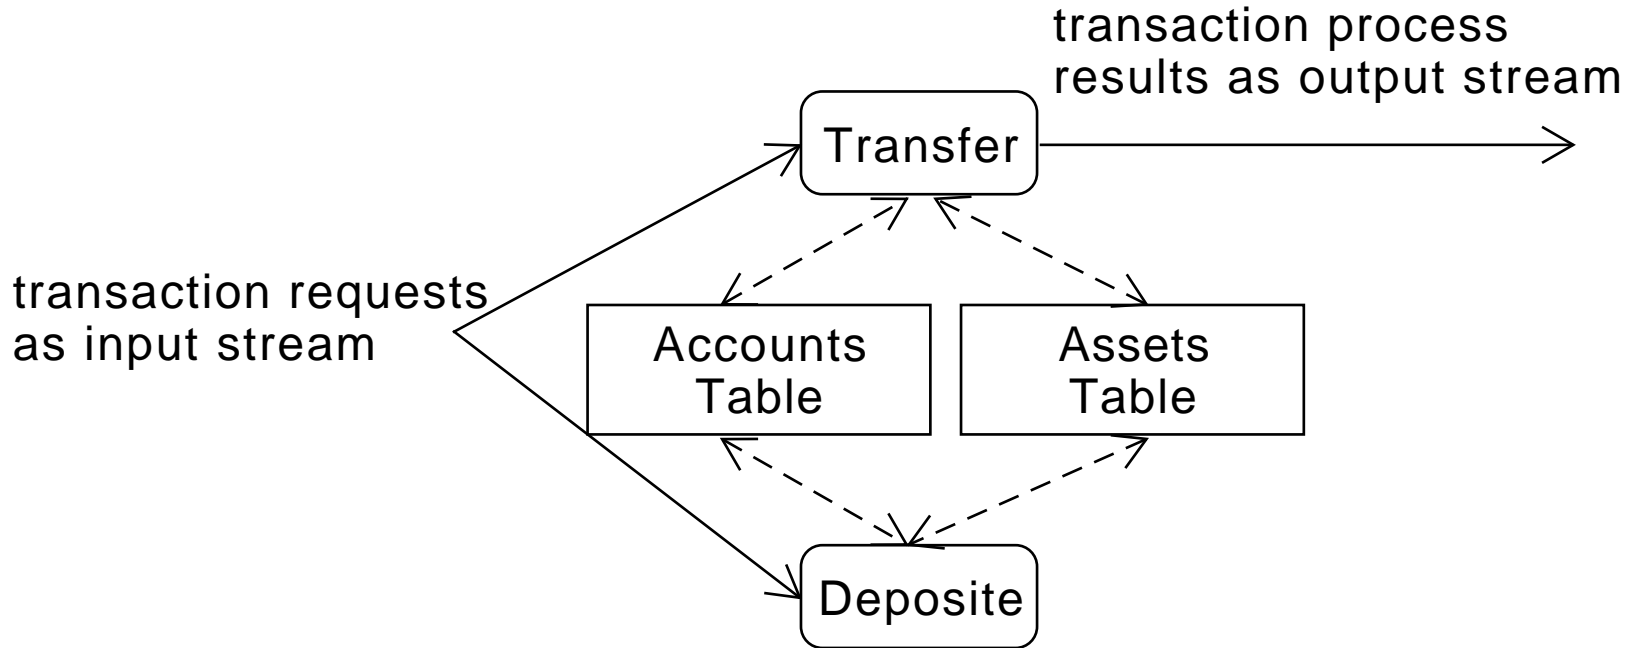 transaction process
results as output stream
Transfer
transaction requests
as input stream
Accounts
Table
Assets
Table
Deposite